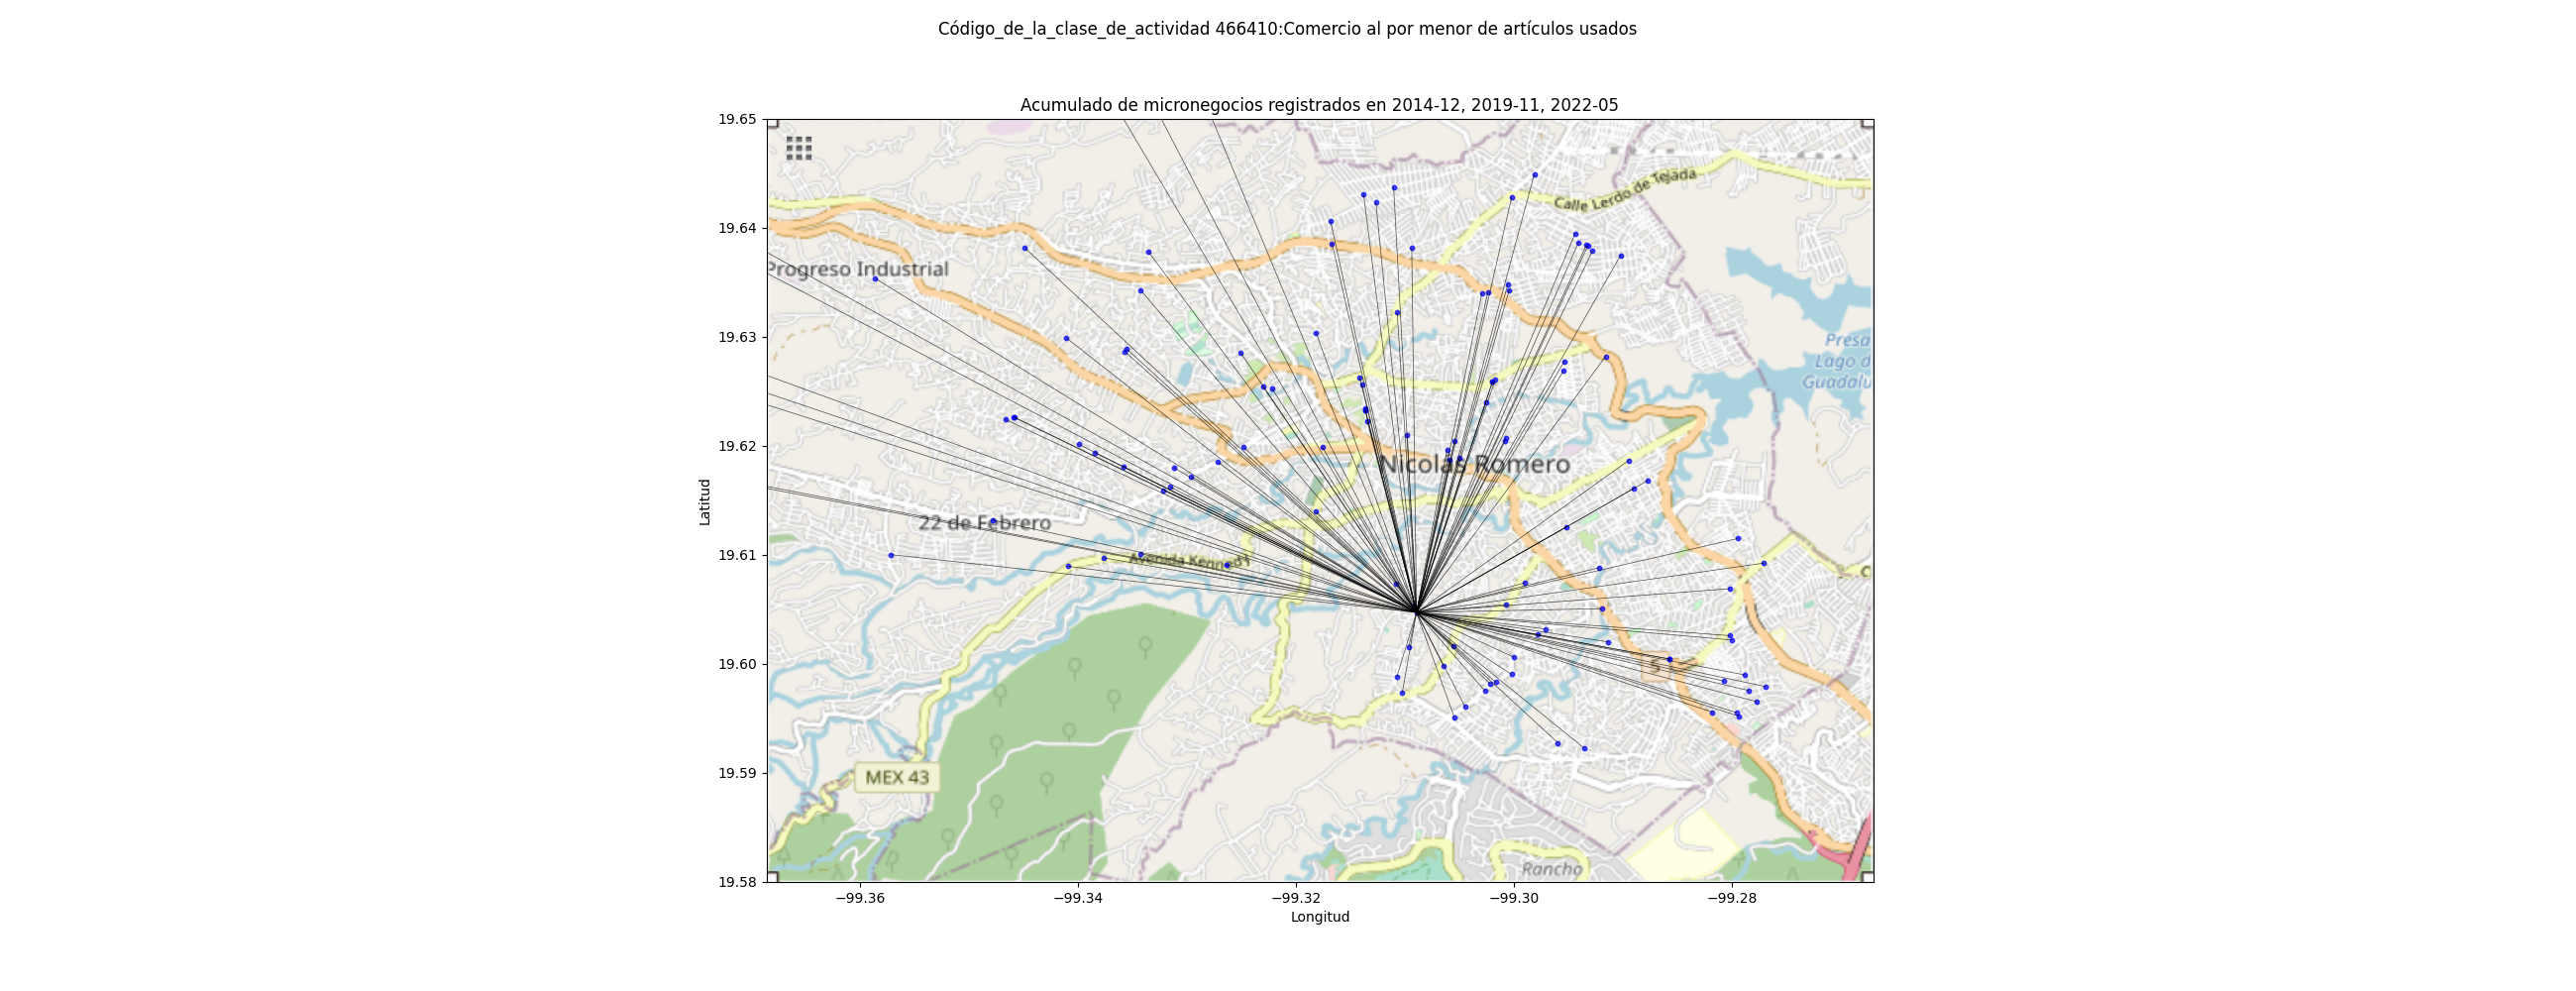 Código_de_la_clase_de_actividad 466410:Comercio al por menor de artículos usados
Acumulado de micronegocios registrados en 2014-12, 2019-11, 2022-05
19.65
19.64
19.63
19.62
19.61
19.60
19.59
19.58
Latitud
Calle Lerdo de Tejada
Progreso Industrial
Presa
Lago d
Guadalu
Nicolás Romero
22 de Febrero
Avenida Kennedy
C
5
MEX 43
Rancho
−99.36
−99.34
−99.32
−99.30
−99.28
Longitud